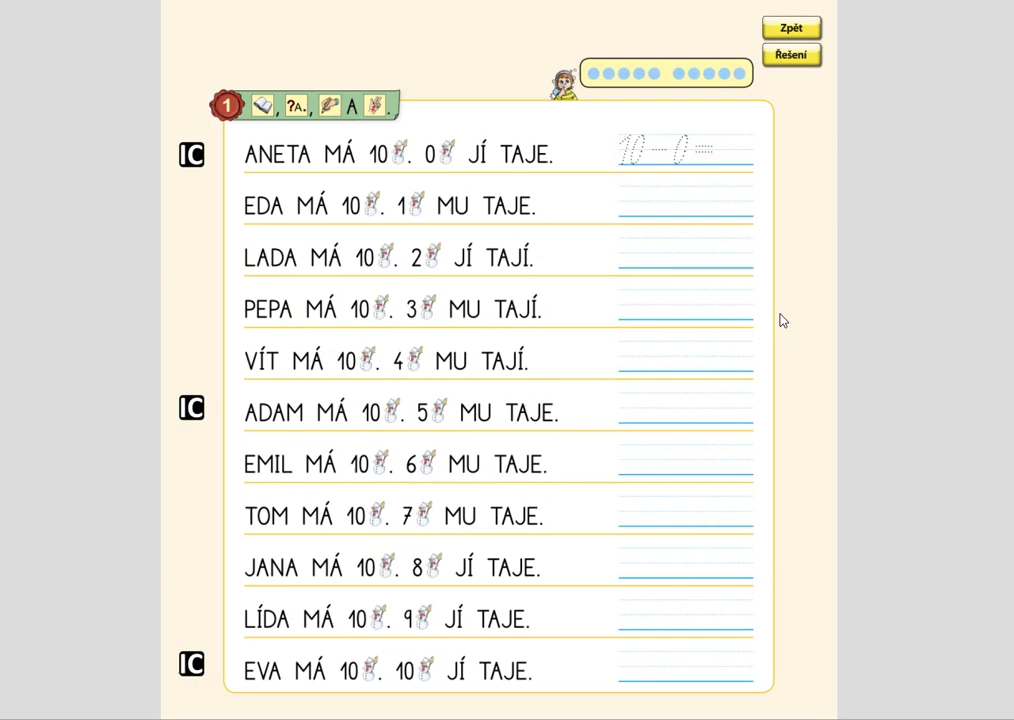 Zpět
Řešení
1 , ?A. , A .
IC ANETA MÁ 10 . 0 JÍ TAJE. 10 - 0 =
EDA MÁ 10 . 1 MU TAJE.
LADA MÁ 10 . 2 JÍ TAJÍ.
PEPA MÁ 10 . 3 MU TAJÍ.
VÍT MÁ 10 . 4 MU TAJÍ.
IC ADAM MÁ 10 . 5 MU TAJE.
EMIL MÁ 10 . 6 MU TAJE.
TOM MÁ 10 . 7 MU TAJE.
JANA MÁ 10 . 8 JÍ TAJE.
LÍDA MÁ 10 . 9 JÍ TAJE.
IC EVA MÁ 10 . 10 JÍ TAJE.